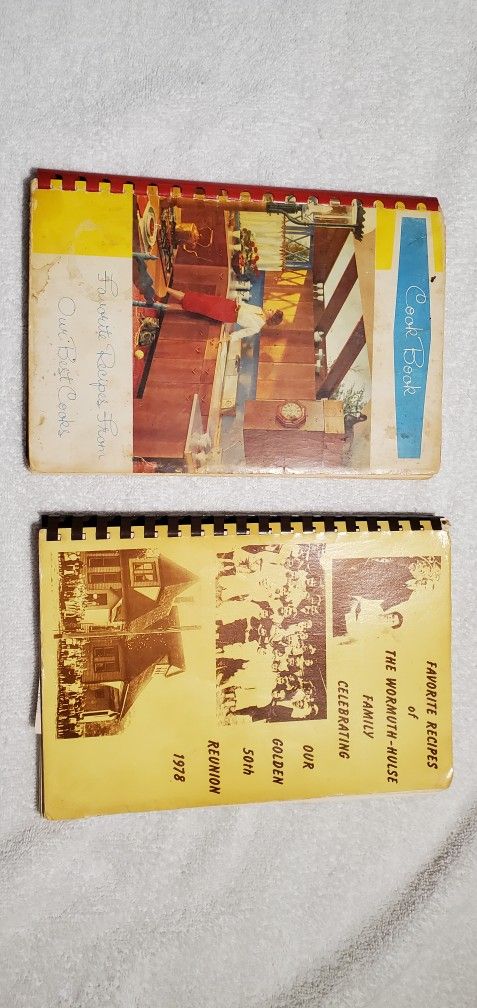 Cook Book
Favorite Recipes From
Our Best Cooks
FAVORITE RECIPES
of
THE WORMUTH-HULSE
FAMILY
CELEBRATING
OUR
GOLDEN
50th
REUNION
1978